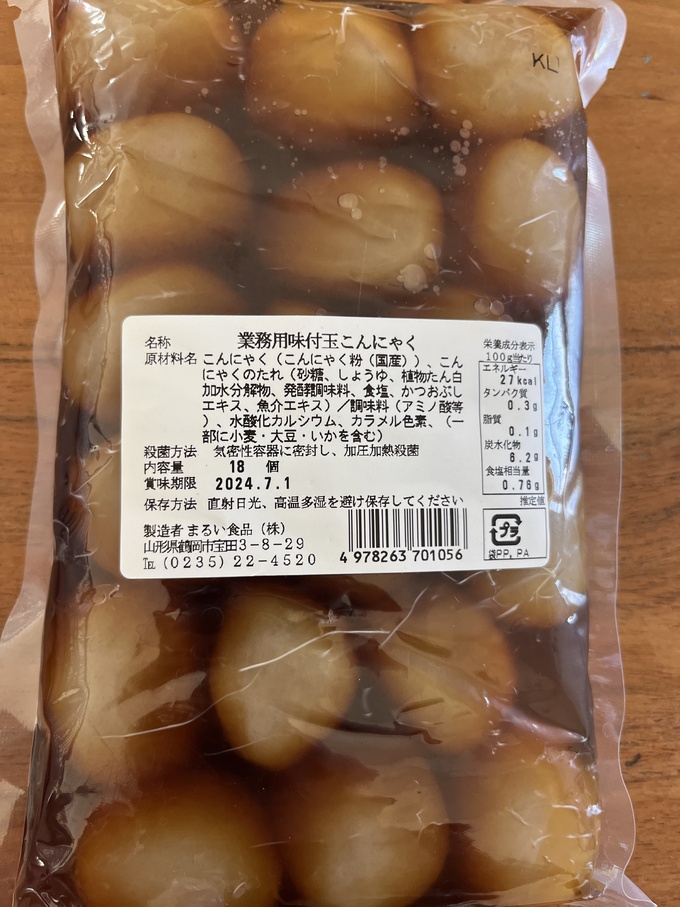 KL
名称 業務用味付玉こんにゃく
原材料名 こんにゃく（こんにゃく粉（国産））、こん
にゃくのたれ（砂糖、しょうゆ、植物たん白
加水分解物、発酵調味料、食塩、かつおぶし
エキス、魚介エキス）／調味料（アミノ酸等
）、水酸化カルシウム、カラメル色素、（一
部に小麦・大豆・いかを含む）
殺菌方法 気密性容器に密封し、加圧加熱殺菌
内容量 18 個
賞味期限 2024.7.1
保存方法 直射日光、高温多湿を避け保存してください
製造者 まるい食品（株）
山形県鶴岡市宝田3-8-29
℡（0235）22-4520
4 978263 701056
栄養成分表示
100g当たり
エネルギー
27kcal
タンパク質
0.3g
脂質
0.1g
炭水化物
6.2g
食塩相当量
0.76g
推定値
プラ
袋PP, PA